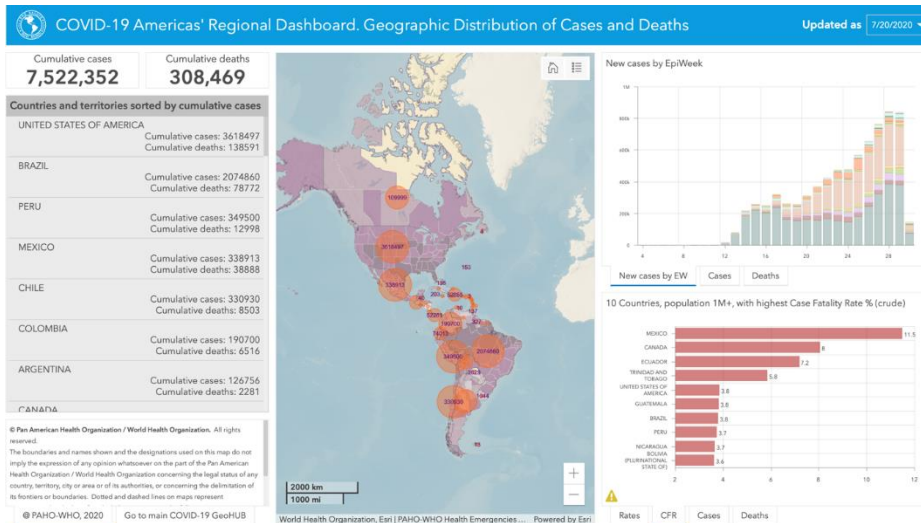 COVID-19 Americas' Regional Dashboard. Geographic Distribution of Cases and Deaths
Updated as 7/20/2020
Cumulative cases
7,522,352
Cumulative deaths
308,469
Countries and territories sorted by cumulative cases
UNITED STATES OF AMERICA
Cumulative cases: 3618497
Cumulative deaths: 138591
BRAZIL
Cumulative cases: 2074860
Cumulative deaths: 78772
PERU
Cumulative cases: 349500
Cumulative deaths: 12998
MEXICO
Cumulative cases: 338913
Cumulative deaths: 38888
CHILE
Cumulative cases: 330930
Cumulative deaths: 8503
COLOMBIA
Cumulative cases: 190700
Cumulative deaths: 6516
ARGENTINA
Cumulative cases: 126756
Cumulative deaths: 2281
CANADA
© Pan American Health Organization / World Health Organization. All rights
reserved.
The boundaries and names shown and the designations used on this map do not
imply the expression of any opinion whatsoever on the part of the Pan American
Health Organization / World Health Organization concerning the legal status of any
country, territory, city or area or of its authorities, or concerning the delimitation of
its frontiers or boundaries. Dotted and dashed lines on maps represent
@ PAHO-WHO, 2020
Go to main COVID-19 GeoHUB
3618497
338913
190700
349500
2074860
330930
2000 km
1000 mi
World Health Organization, Esri | PAHO-WHO Health Emergencies ...
Powered by Esri
New cases by EpiWeek
1M
800k
600k
400k
200k
0
4 8 12 16 20 24 28
New cases by EW
Cases
Deaths
10 Countries, population 1M+, with highest Case Fatality Rate % (crude)
MEXICO 11.5
CANADA 8
ECUADOR 7.2
TRINIDAD AND
TOBAGO 5.8
UNITED STATES OF
AMERICA 3.8
GUATEMALA 3.8
BRAZIL 3.8
PERU 3.7
NICARAGUA 3.7
BOLIVIA
(PLURINATIONAL
STATE OF) 3.6
2 4 6 8 10 12
Rates
CFR
Cases
Deaths